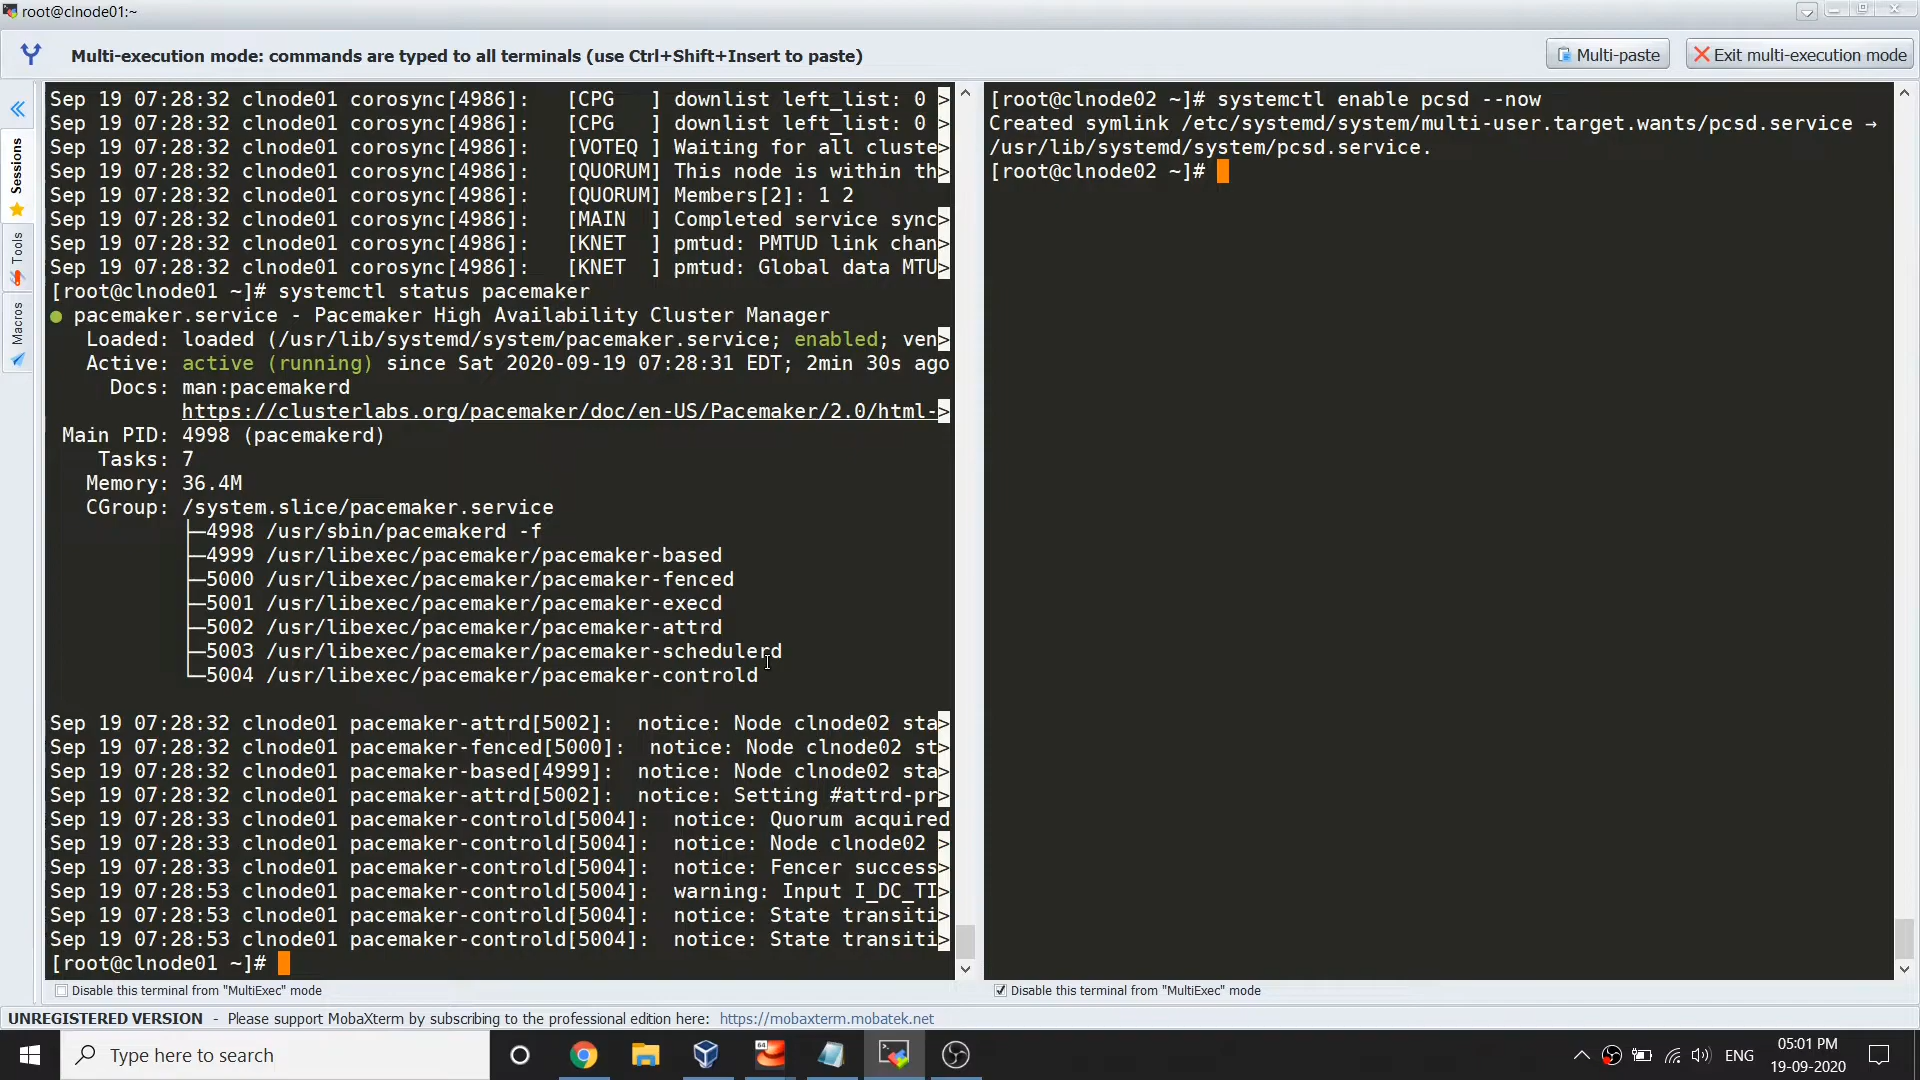 root@clnode01:~
Multi-execution mode: commands are typed to all terminals (use Ctrl+Shift+Insert to paste)
Multi-paste
Exit multi-execution mode
Sessions
Tools
Macros
Sep 19 07:28:32 clnode01 corosync[4986]:   [CPG   ] downlist left_list: 0 >
Sep 19 07:28:32 clnode01 corosync[4986]:   [CPG   ] downlist left_list: 0 >
Sep 19 07:28:32 clnode01 corosync[4986]:   [VOTEQ ] Waiting for all cluste>
Sep 19 07:28:32 clnode01 corosync[4986]:   [QUORUM] This node is within th>
Sep 19 07:28:32 clnode01 corosync[4986]:   [QUORUM] Members[2]: 1 2
Sep 19 07:28:32 clnode01 corosync[4986]:   [MAIN  ] Completed service sync>
Sep 19 07:28:32 clnode01 corosync[4986]:   [KNET  ] pmtud: PMTUD link chan>
Sep 19 07:28:32 clnode01 corosync[4986]:   [KNET  ] pmtud: Global data MTU>
[root@clnode01 ~]# systemctl status pacemaker
● pacemaker.service - Pacemaker High Availability Cluster Manager
   Loaded: loaded (/usr/lib/systemd/system/pacemaker.service; enabled; ven>
   Active: active (running) since Sat 2020-09-19 07:28:31 EDT; 2min 30s ago
     Docs: man:pacemakerd
           https://clusterlabs.org/pacemaker/doc/en-US/Pacemaker/2.0/html->
 Main PID: 4998 (pacemakerd)
    Tasks: 7
   Memory: 36.4M
   CGroup: /system.slice/pacemaker.service
           ├─4998 /usr/sbin/pacemakerd -f
           ├─4999 /usr/libexec/pacemaker/pacemaker-based
           ├─5000 /usr/libexec/pacemaker/pacemaker-fenced
           ├─5001 /usr/libexec/pacemaker/pacemaker-execd
           ├─5002 /usr/libexec/pacemaker/pacemaker-attrd
           ├─5003 /usr/libexec/pacemaker/pacemaker-schedulerd
           └─5004 /usr/libexec/pacemaker/pacemaker-controld
Sep 19 07:28:32 clnode01 pacemaker-attrd[5002]:  notice: Node clnode02 sta>
Sep 19 07:28:32 clnode01 pacemaker-fenced[5000]:  notice: Node clnode02 st>
Sep 19 07:28:32 clnode01 pacemaker-based[4999]:  notice: Node clnode02 sta>
Sep 19 07:28:32 clnode01 pacemaker-attrd[5002]:  notice: Setting #attrd-pr>
Sep 19 07:28:33 clnode01 pacemaker-controld[5004]:  notice: Quorum acquired
Sep 19 07:28:33 clnode01 pacemaker-controld[5004]:  notice: Node clnode02 >
Sep 19 07:28:33 clnode01 pacemaker-controld[5004]:  notice: Fencer success>
Sep 19 07:28:53 clnode01 pacemaker-controld[5004]:  warning: Input I_DC_TI>
Sep 19 07:28:53 clnode01 pacemaker-controld[5004]:  notice: State transiti>
Sep 19 07:28:53 clnode01 pacemaker-controld[5004]:  notice: State transiti>
[root@clnode01 ~]#
Disable this terminal from "MultiExec" mode
[root@clnode02 ~]# systemctl enable pcsd --now
Created symlink /etc/systemd/system/multi-user.target.wants/pcsd.service →
/usr/lib/systemd/system/pcsd.service.
[root@clnode02 ~]#
Disable this terminal from "MultiExec" mode
UNREGISTERED VERSION - Please support MobaXterm by subscribing to the professional edition here: https://mobaxterm.mobatek.net
Type here to search
64
ENG
05:01 PM
19-09-2020